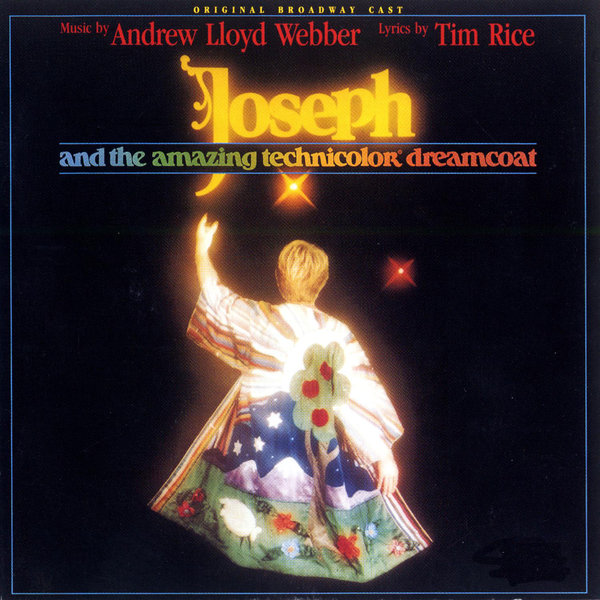 ORIGINAL BROADWAY CAST
Music by Andrew Lloyd Webber Lyrics by Tim Rice
Joseph
and the amazing technicolor® dreamcoat